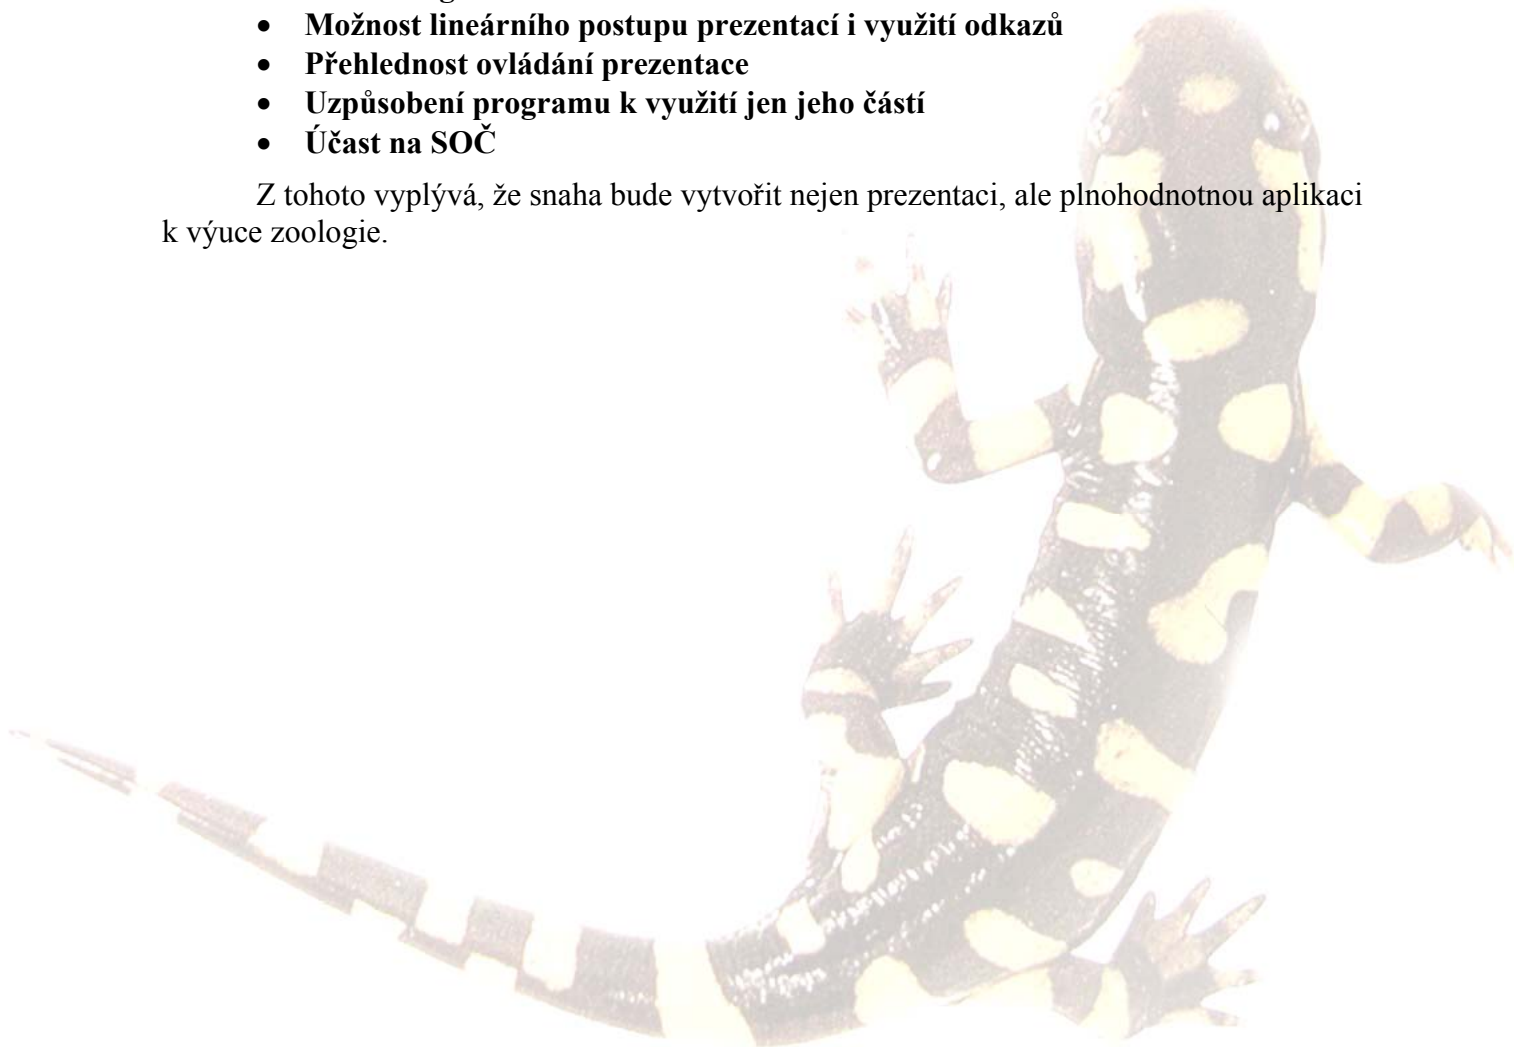 • Možnost lineárního postupu prezentací i využití odkazů
• Přehlednost ovládání prezentace
• Uzpůsobení programu k využití jen jeho částí
• Účast na SOČ
Z tohoto vyplývá, že snaha bude vytvořit nejen prezentaci, ale plnohodnotnou aplikaci
k výuce zoologie.